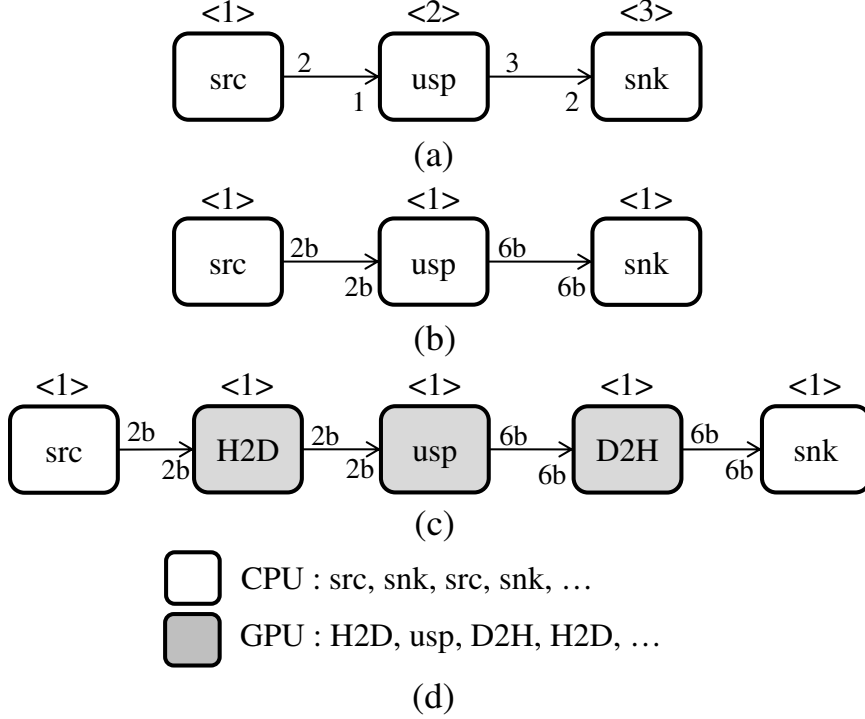 <1> <2> <3>
src 2 1 usp 3 2 snk
(a)
<1> <1> <1>
src 2b 2b usp 6b 6b snk
(b)
<1> <1> <1> <1> <1>
src 2b 2b H2D 2b 2b usp 6b 6b D2H 6b 6b snk
(c)
CPU : src, snk, src, snk, …
GPU : H2D, usp, D2H, H2D, …
(d)